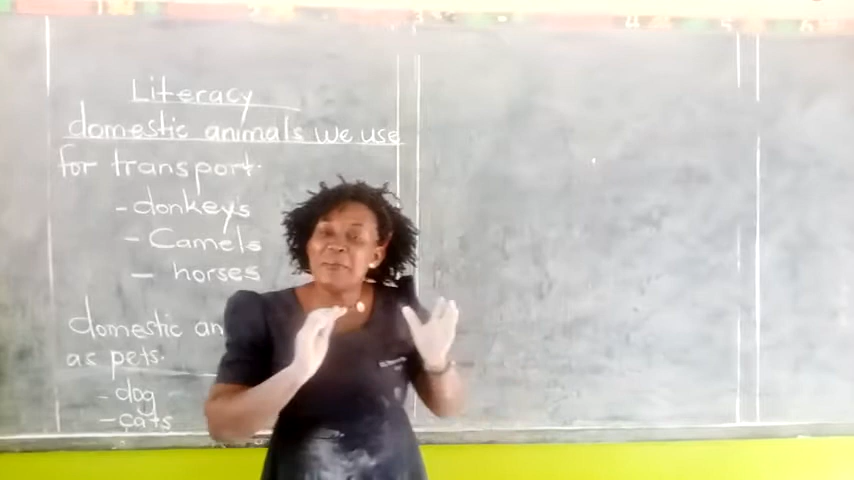 Literacy
domestic animals we use
for transport.
- donkeys
- Camels
- horses
domestic an
as pets.
- dog
- cats